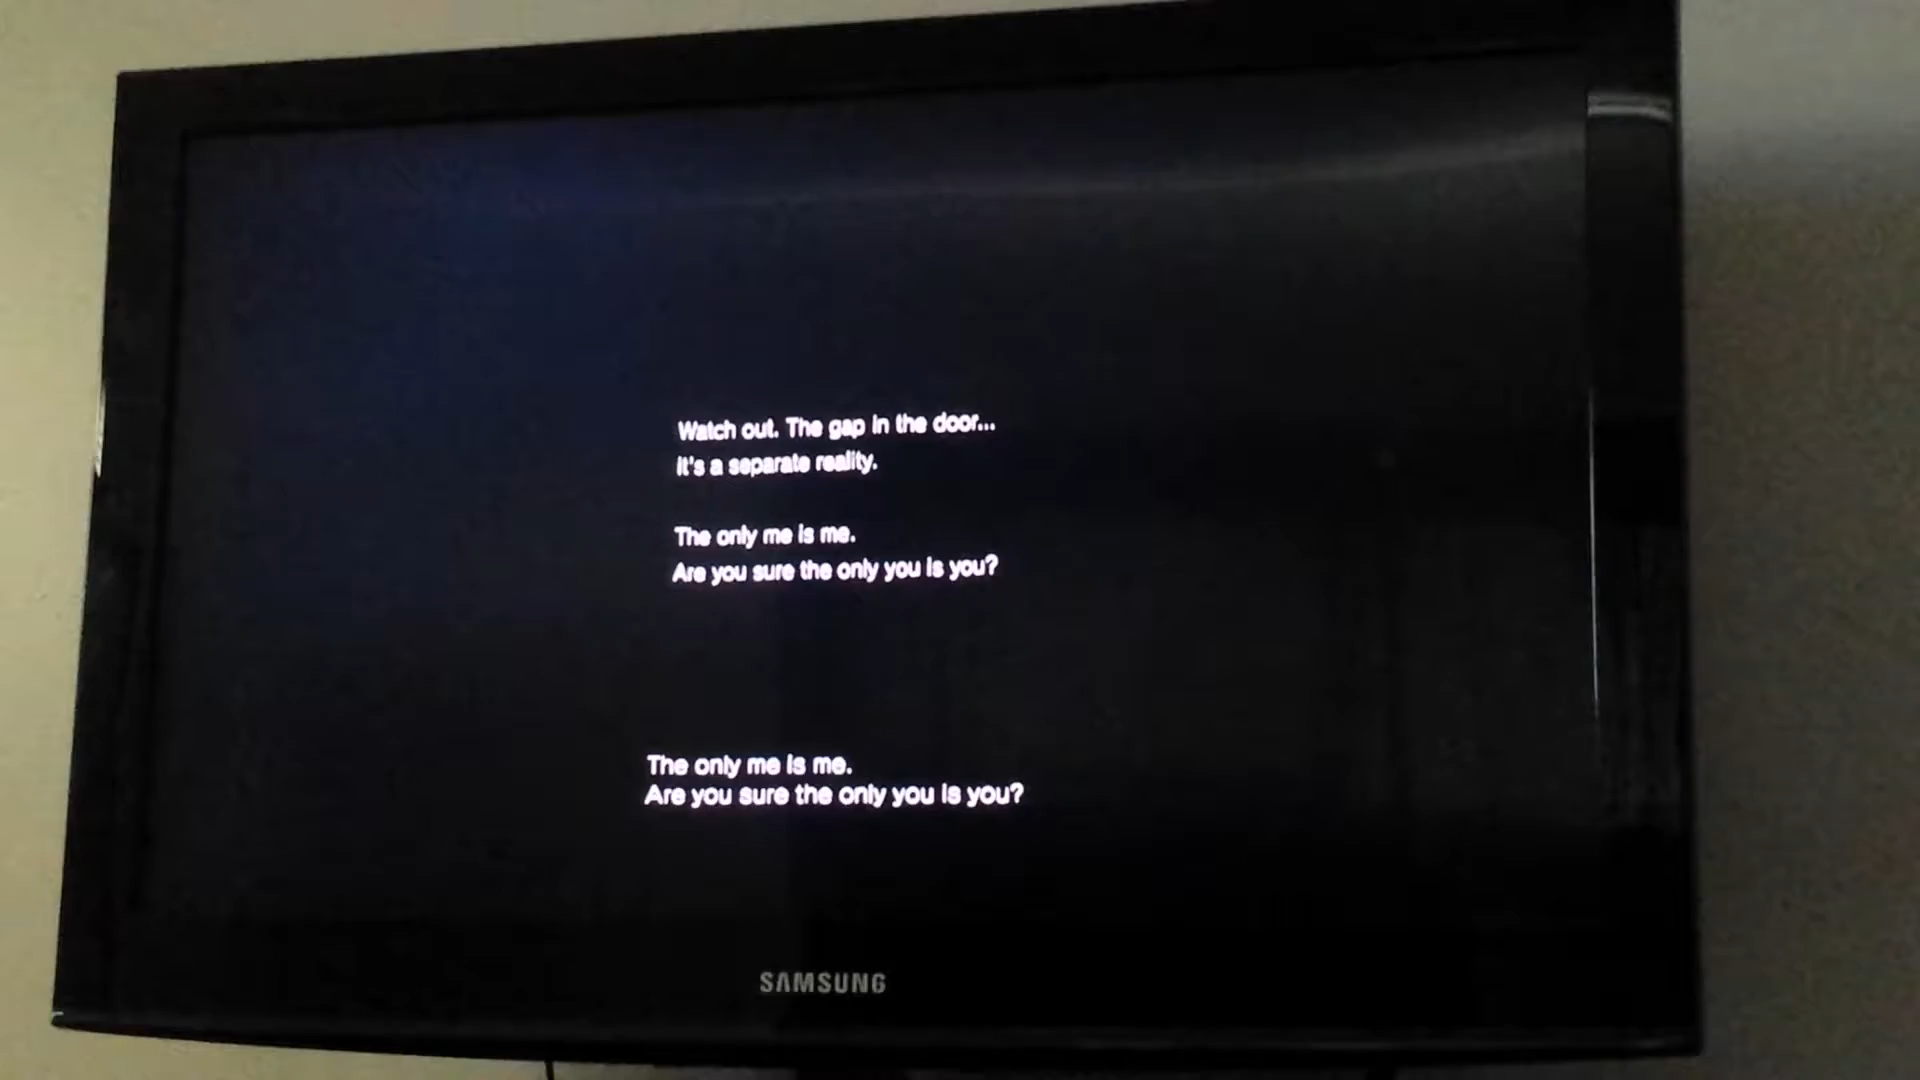 Watch out. The gap in the door...
It's a separate reality.
The only me is me.
Are you sure the only you is you?
The only me is me.
Are you sure the only you is you?
SAMSUNG